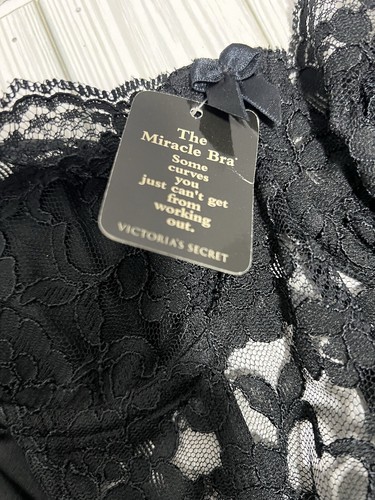 The
Miracle Bra®
Some
curves
you
just can't get
from
working
out.
VICTORIA'S SECRET